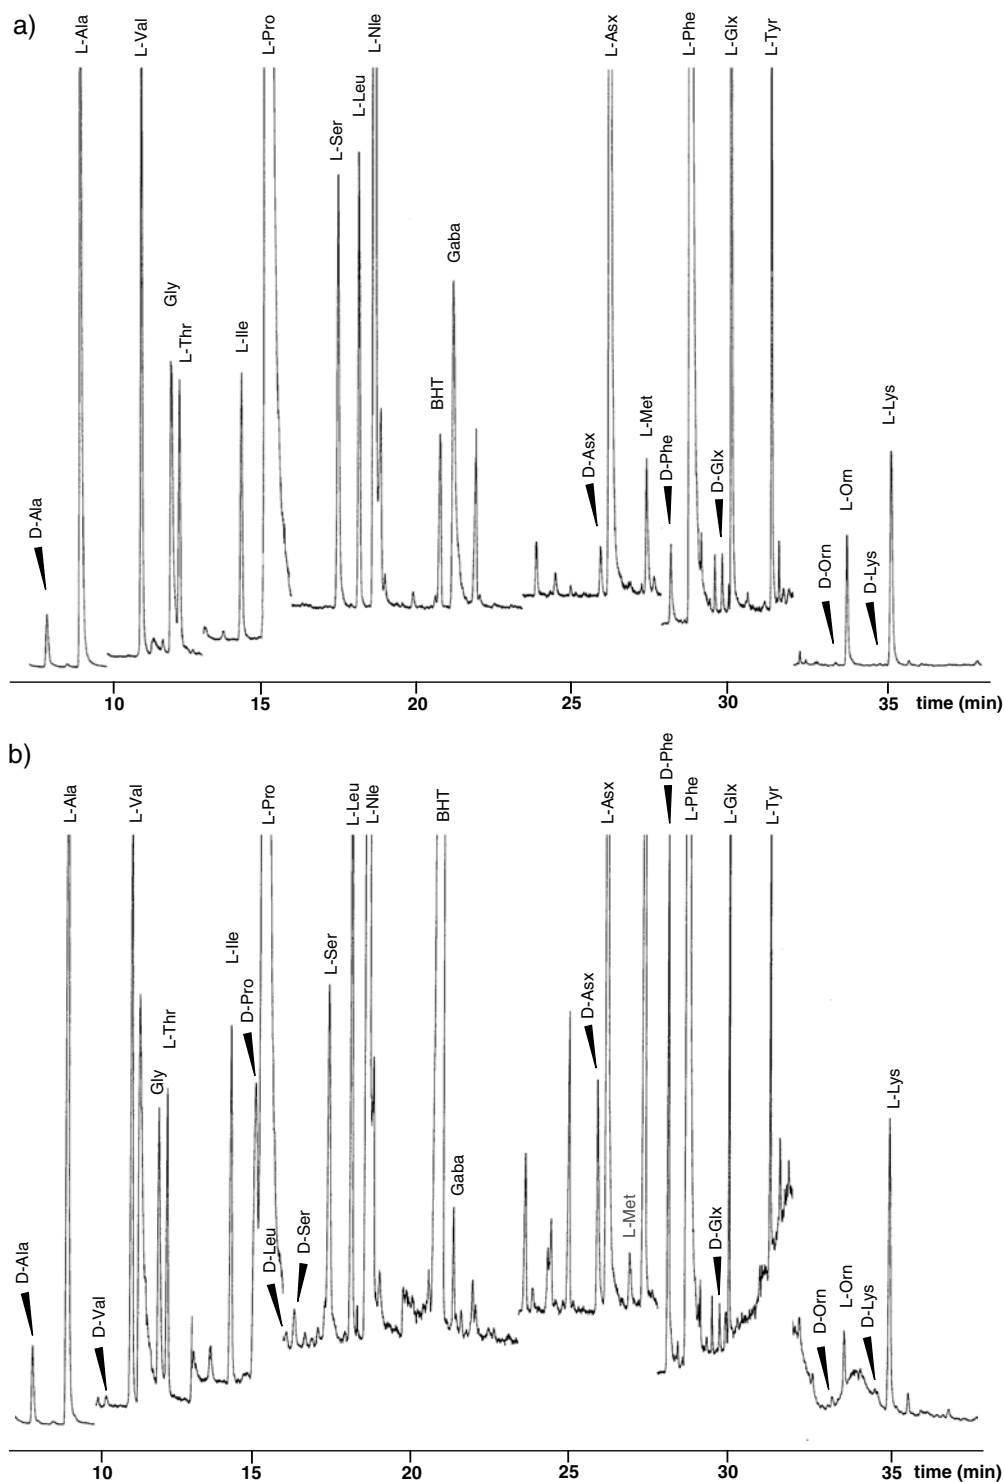 a)
L-Ala
L-Val
L-Pro
L-Nle
L-Asx
L-Phe
L-Glx
L-Tyr
L-Leu
L-Ser
Gaba
Gly
L-Thr
L-Ile
BHT
L-Met
D-Asx
D-Phe
D-Glx
D-Ala
L-Orn
L-Lys
D-Orn
D-Lys
10 15 20 25 30 35 time (min)
b)
D-Phe
L-Ala
L-Val
L-Pro
L-Leu
L-Nle
BHT
L-Asx
L-Phe
L-Glx
L-Tyr
L-Ile
L-Ser
D-Pro
D-Asx
L-Thr
Gly
L-Lys
Gaba
L-Met
D-Leu
D-Ser
D-Glx
D-Ala
D-Val
D-Orn
L-Orn
D-Lys
10 15 20 25 30 35 time (min)